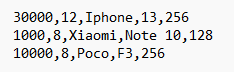 30000,12,Iphone,13,256
1000,8,Xiaomi,Note 10,128
10000,8,Poco,F3,256